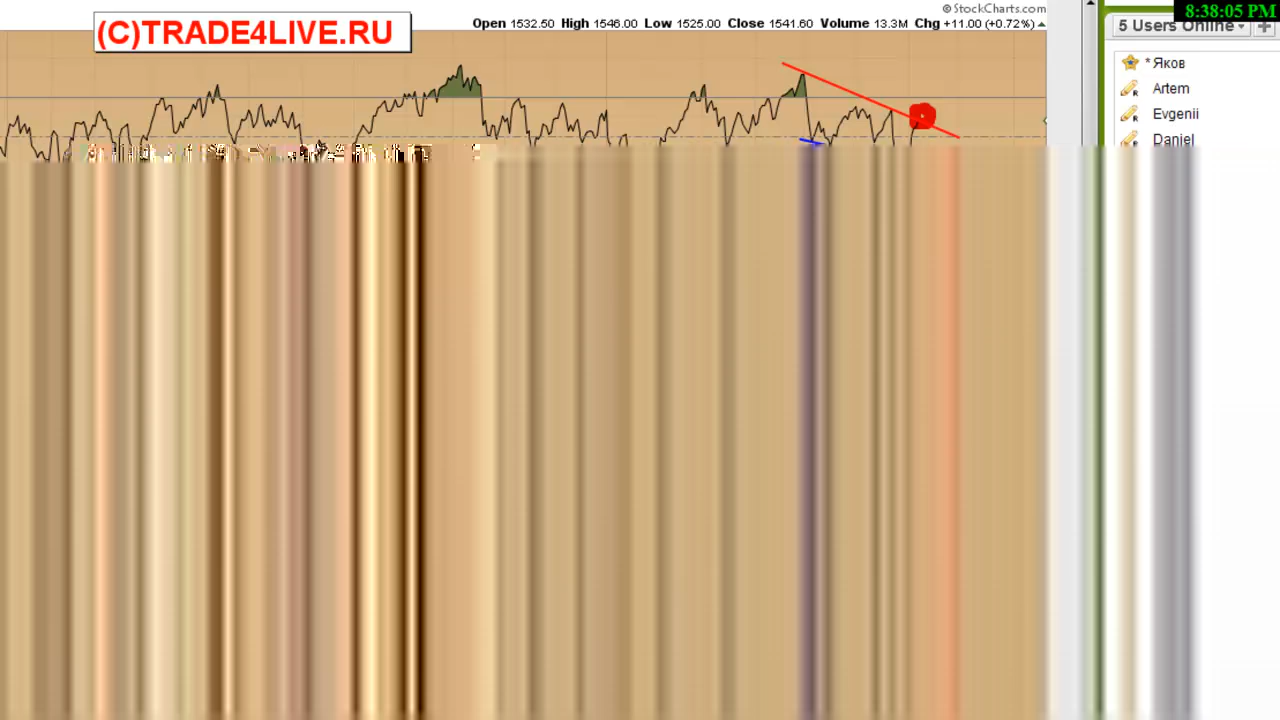 8:38:05 PM
©StockCharts.com
Open 1532.50 High 1546.00 Low 1525.00 Close 1541.60 Volume 13.3M Chg +11.00 (+0.72%)
(C)TRADE4LIVE.RU
5 Users Online
* Яков
Artem
Evgenii
Daniel